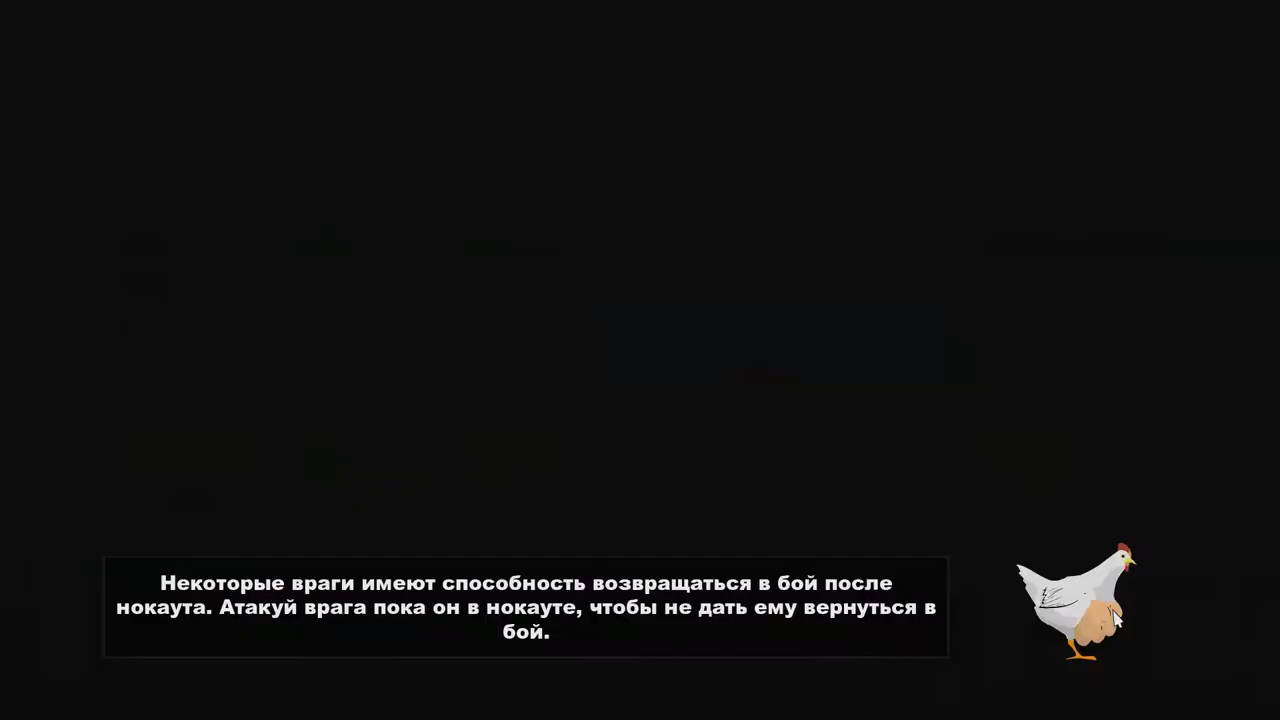 Некоторые враги имеют способность возвращаться в бой после
нокаута. Атакуй врага пока он в нокауте, чтобы не дать ему вернуться в
бой.